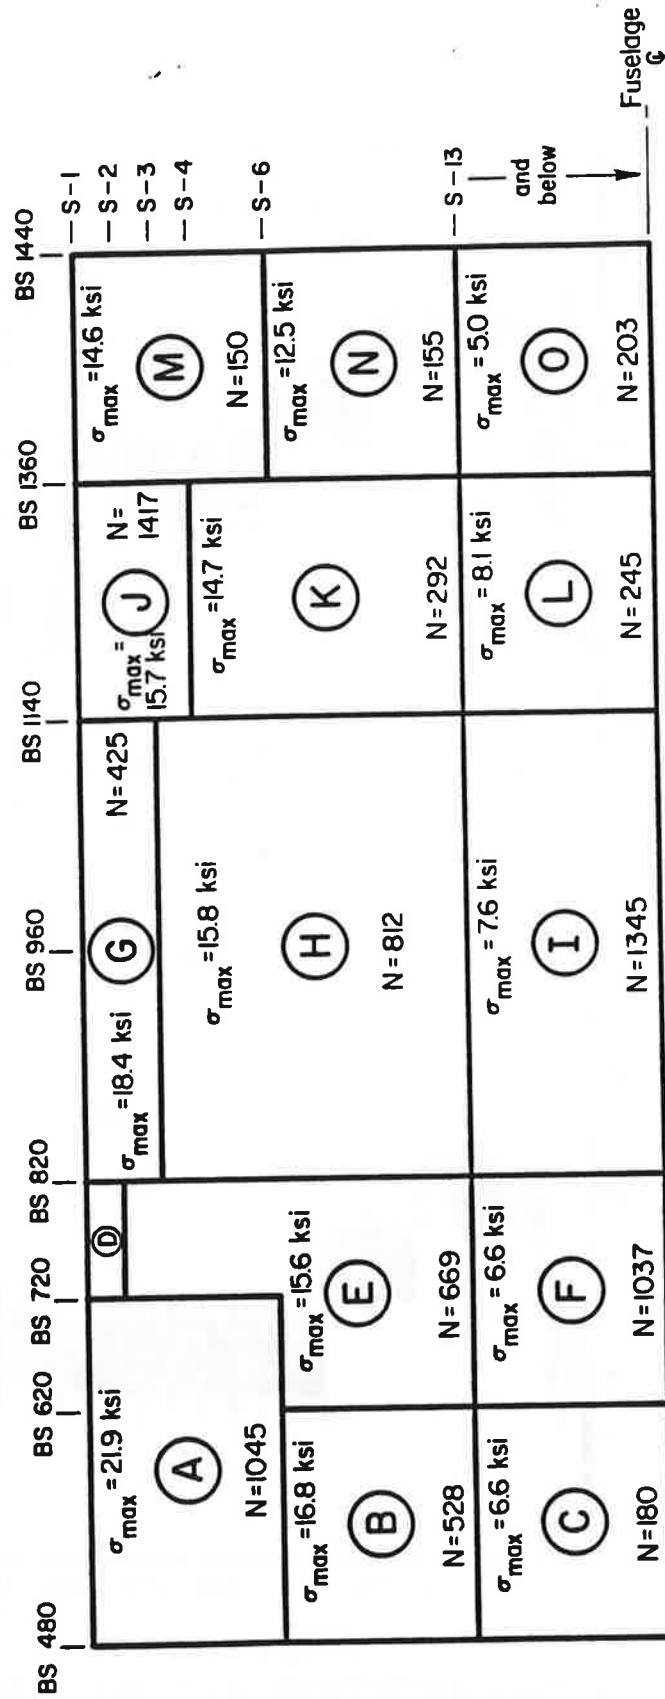 BS 480
BS 620
BS 720
BS 820
BS 960
BS 1140
BS 1360
BS 1440
S-1
S-2
S-3
S-4
S-6
S-13
and
below
Fuselage
℄
σmax =21.9 ksi
A
N=1045
σmax =16.8 ksi
B
N=528
σmax =6.6 ksi
C
N=180
D
σmax =15.6 ksi
E
N=669
σmax =6.6 ksi
F
N=1037
σmax =18.4 ksi
G
N=425
σmax =15.8 ksi
H
N=812
σmax =7.6 ksi
I
N=1345
σmax =
15.7 ksi
J
N=
1417
σmax =14.7 ksi
K
N=292
σmax =8.1 ksi
L
N=245
σmax =14.6 ksi
M
N=150
σmax =12.5 ksi
N
N=155
σmax =5.0 ksi
O
N=203